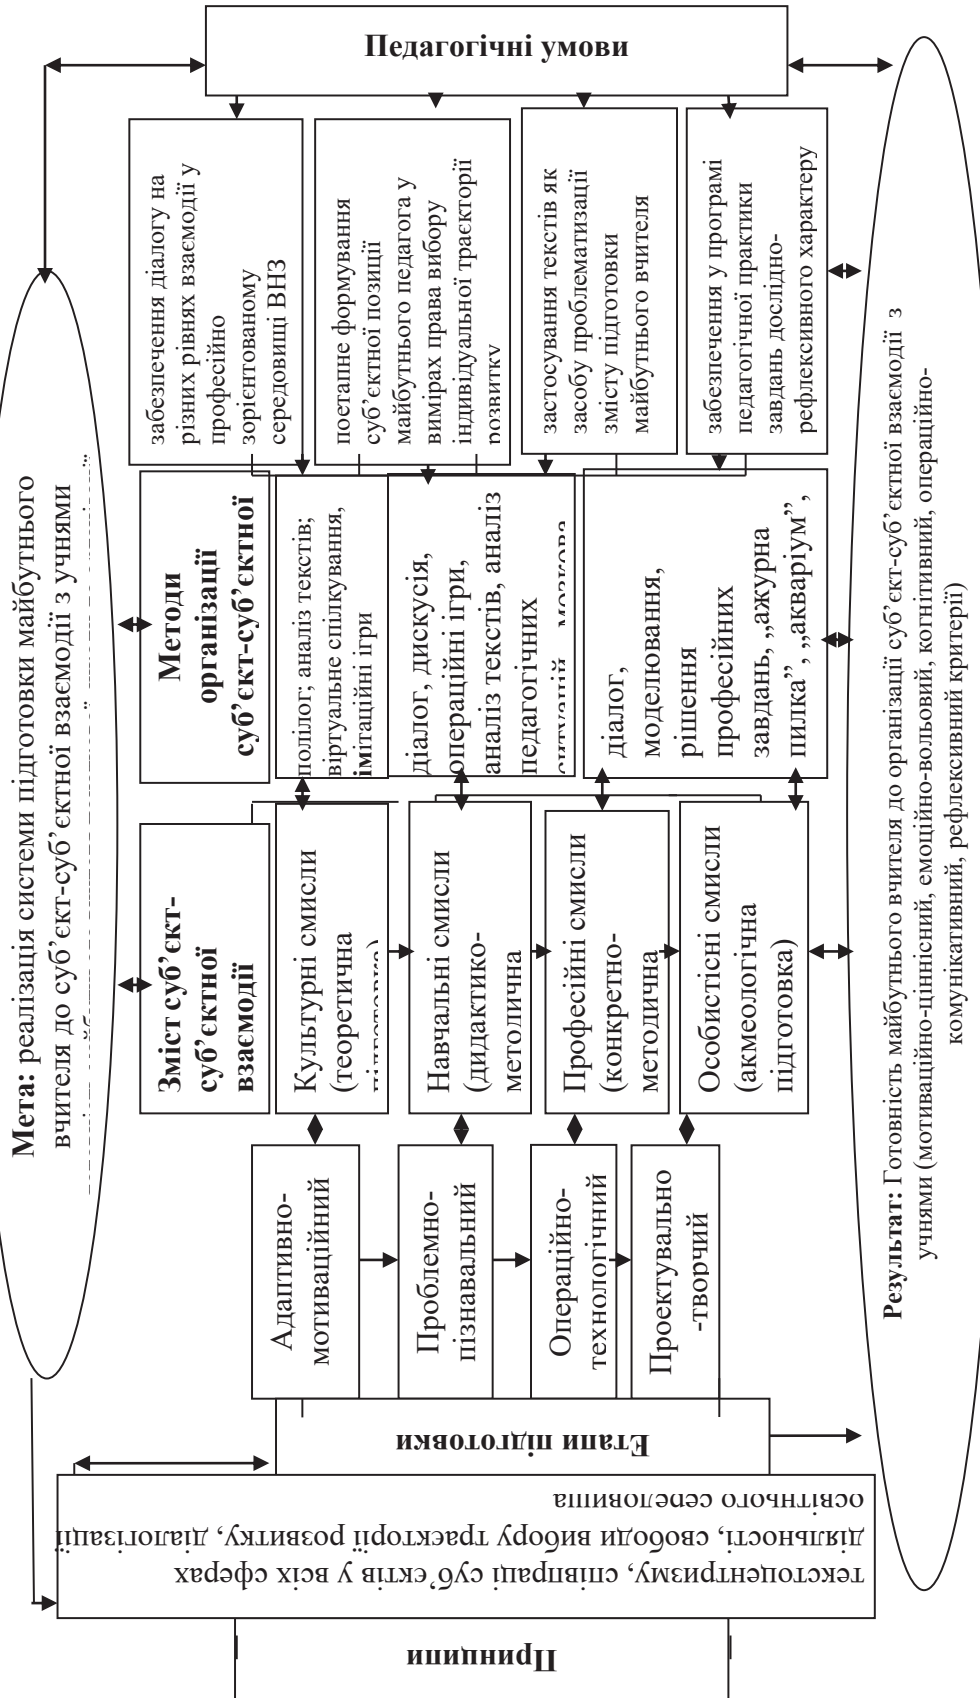 Мета: реалізація системи підготовки майбутнього
вчителя до суб’єкт-суб’єктної взаємодії з учнями
Принципи
текстоцентризму, співпраці суб’єктів у всіх сферах
діяльності, свободи вибору траєкторії розвитку, діалогізації
освітнього середовища
Етапи підготовки
Адаптивно-
мотиваційний
Проблемно-
пізнавальний
Операційно-
технологічний
Проектувально
-творчий
Зміст суб’єкт-
суб’єктної
взаємодії
Культурні смисли
(теоретична
підготовка)
Навчальні смисли
(дидактико-
методична
Професійні смисли
(конкретно-
методична
Особистісні смисли
(акмеологічна
підготовка)
Методи
організації
суб’єкт-суб’єктної
полілог; аналіз текстів;
віртуальне спілкування,
імітаційні ігри
діалог, дискусія,
операційні ігри,
аналіз текстів, аналіз
педагогічних
ситуацій, мозкова
діалог,
моделювання,
рішення
професійних
завдань, „ажурна
пилка”, „акваріум”,
Педагогічні умови
забезпечення діалогу на
різних рівнях взаємодії у
професійно
зорієнтованому
середовищі ВНЗ
поетапне формування
суб’єктної позиції
майбутнього педагога у
вимірах права вибору
індивідуальної траєкторії
розвитку
застосування текстів як
засобу проблематизації
змісту підготовки
майбутнього вчителя
забезпечення у програмі
педагогічної практики
завдань дослідно-
рефлексивного характеру
Результат: Готовність майбутнього вчителя до організації суб’єкт-суб’єктної взаємодії з
учнями (мотиваційно-ціннісний, емоційно-вольовий, когнітивний, операційно-
комунікативний, рефлексивний критерії)